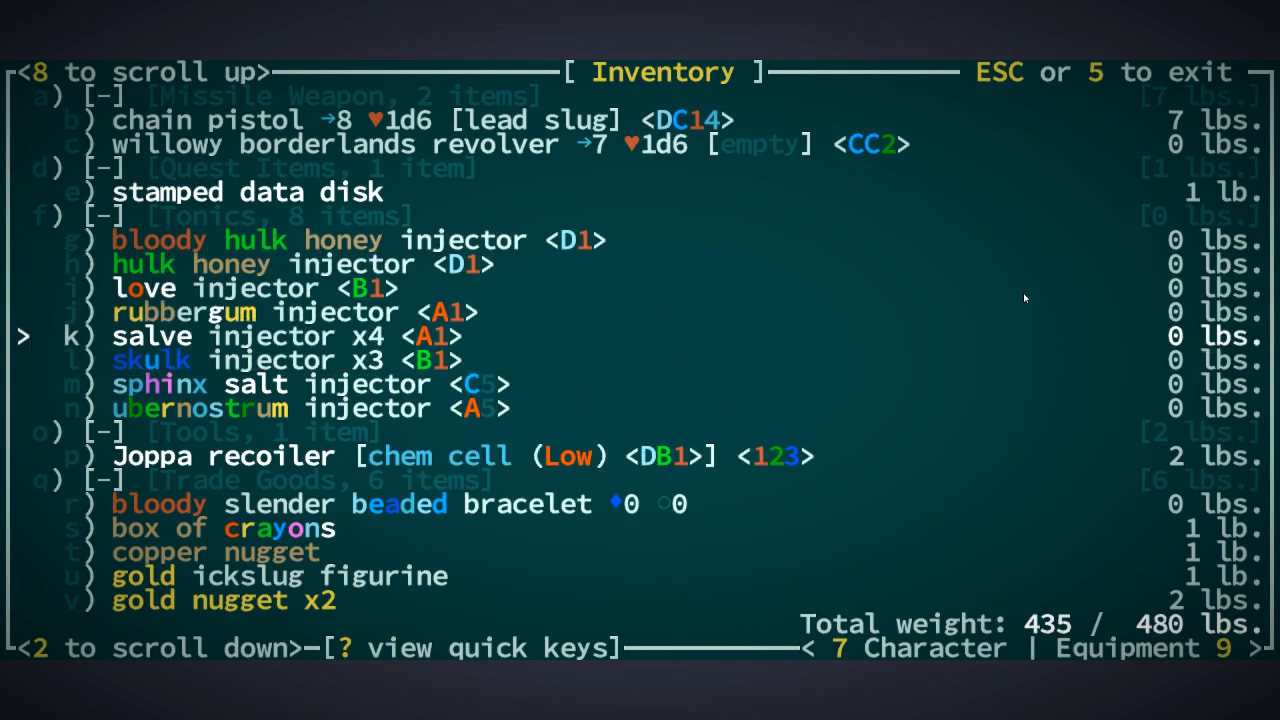 <8 to scroll up> [ Inventory ] ESC or 5 to exit
a) [-] [Missile Weapon, 2 items] [7 lbs.]
b) chain pistol →8 ♥1d6 [lead slug] <DC14> 7 lbs.
c) willowy borderlands revolver →7 ♥1d6 [empty] <CC2> 0 lbs.
d) [-] [Quest Items, 1 item] [1 lb.]
e) stamped data disk 1 lb.
f) [-] [Tonics, 8 items] [0 lbs.]
g) bloody hulk honey injector <D1> 0 lbs.
h) hulk honey injector <D1> 0 lbs.
i) love injector <B1> 0 lbs.
j) rubbergum injector <A1> 0 lbs.
> k) salve injector x4 <A1> 0 lbs.
l) skulk injector x3 <B1> 0 lbs.
m) sphinx salt injector <C5> 0 lbs.
n) ubernostrum injector <A5> 0 lbs.
o) [-] [Tools, 1 item] [2 lbs.]
p) Joppa recoiler [chem cell (Low) <DB1>] <123> 2 lbs.
q) [-] [Trade Goods, 6 items] [6 lbs.]
r) bloody slender beaded bracelet ♦0 ○0 0 lbs.
s) box of crayons 1 lb.
t) copper nugget 1 lb.
u) gold ickslug figurine 1 lb.
v) gold nugget x2 2 lbs.
Total weight: 435 / 480 lbs.
<2 to scroll down> [? view quick keys] < 7 Character | Equipment 9 >